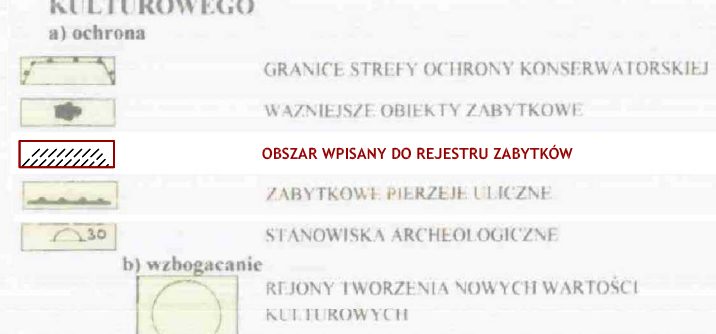 KULTUROWEGO
a) ochrona
GRANICE STREFY OCHRONY KONSERWATORSKIEJ
WAŻNIEJSZE OBIEKTY ZABYTKOWE
OBSZAR WPISANY DO REJESTRU ZABYTKÓW
ZABYTKOWE PIERZEJE ULICZNE
30 STANOWISKA ARCHEOLOGICZNE
b) wzbogacanie
REJONY TWORZENIA NOWYCH WARTOŚCI
KULTUROWYCH